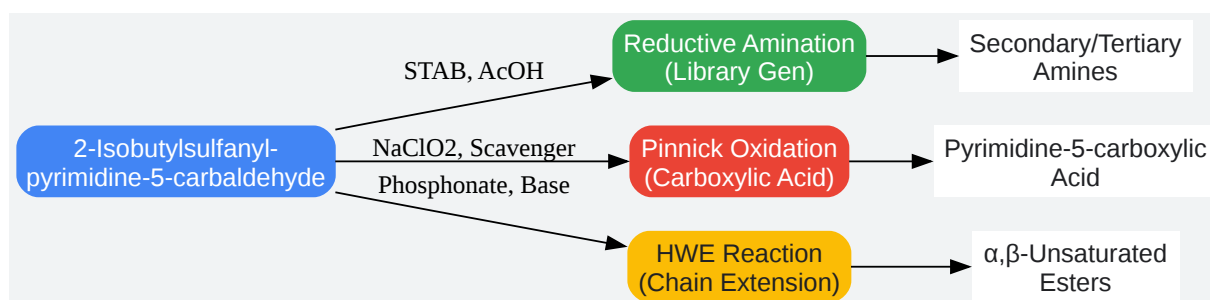 2-Isobutylsulfanyl-
pyrimidine-5-carbaldehyde
STAB, AcOH
NaClO2, Scavenger
Phosphonate, Base
Reductive Amination
(Library Gen)
Secondary/Tertiary
Amines
Pinnick Oxidation
(Carboxylic Acid)
Pyrimidine-5-carboxylic
Acid
HWE Reaction
(Chain Extension)
α,β-Unsaturated
Esters